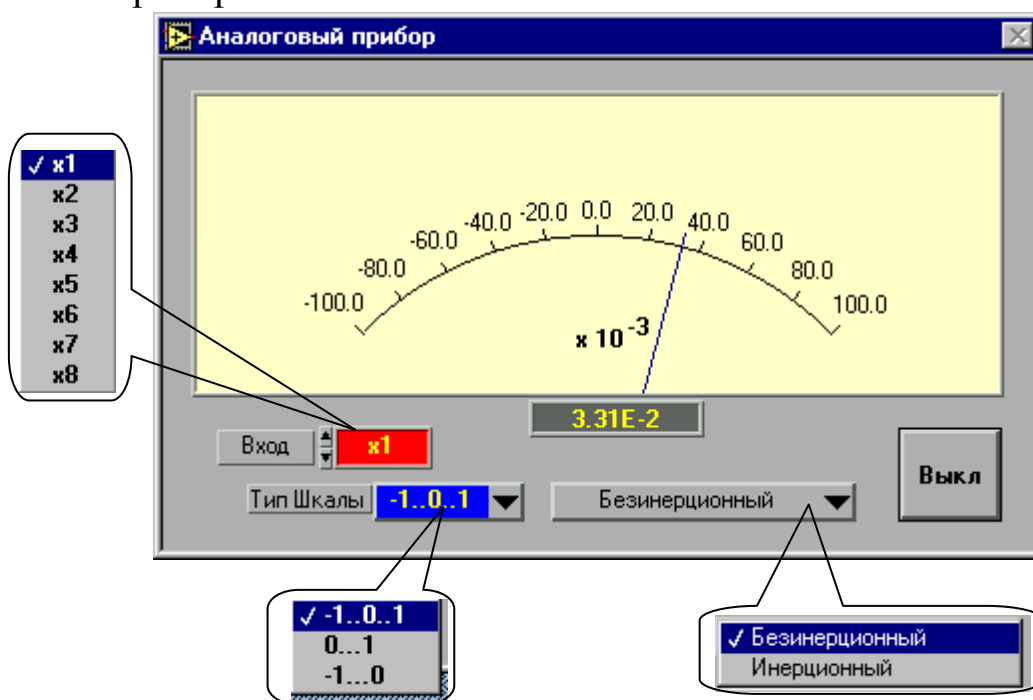 Аналоговый прибор
✓ x1
x2
x3
x4
x5
x6
x7
x8
-100.0 -80.0 -60.0 -40.0 -20.0 0.0 20.0 40.0 60.0 80.0 100.0
x 10⁻³
3.31E-2
Вход x1
Тип Шкалы -1..0..1 Безинерционный
Выкл
✓ -1..0..1
0...1
-1...0
✓ Безинерционный
Инерционный